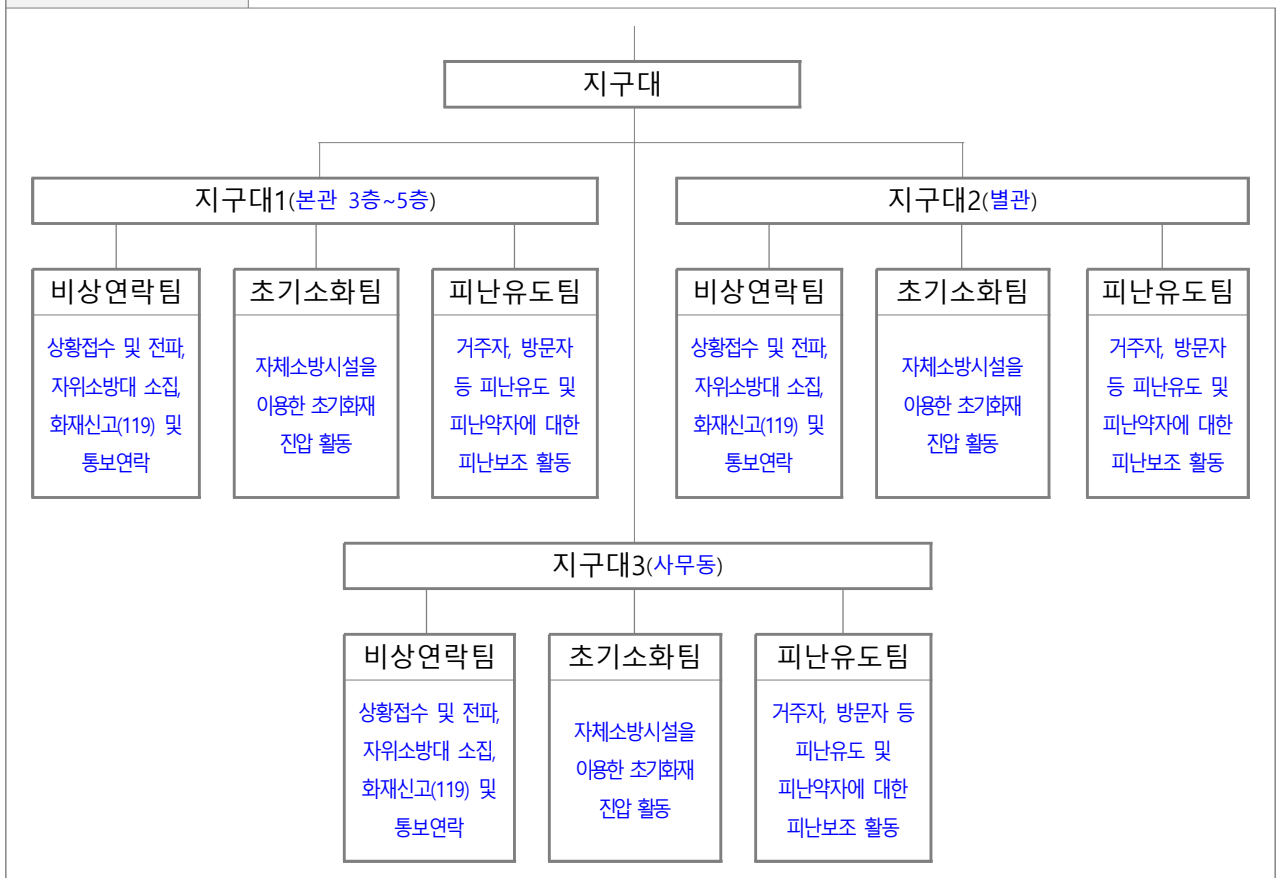 지구대
지구대1(본관 3층~5층)
비상연락팀
상황접수 및 전파,
자위소방대 소집,
화재신고(119) 및
통보연락
초기소화팀
자체소방시설을
이용한 초기화재
진압 활동
피난유도팀
거주자, 방문자
등 피난유도 및
피난약자에 대한
피난보조 활동
지구대2(별관)
비상연락팀
상황접수 및 전파,
자위소방대 소집,
화재신고(119) 및
통보연락
초기소화팀
자체소방시설을
이용한 초기화재
진압 활동
피난유도팀
거주자, 방문자
등 피난유도 및
피난약자에 대한
피난보조 활동
지구대3(사무동)
비상연락팀
상황접수 및 전파,
자위소방대 소집,
화재신고(119) 및
통보연락
초기소화팀
자체소방시설을
이용한 초기화재
진압 활동
피난유도팀
거주자, 방문자 등
피난유도 및
피난약자에 대한
피난보조 활동